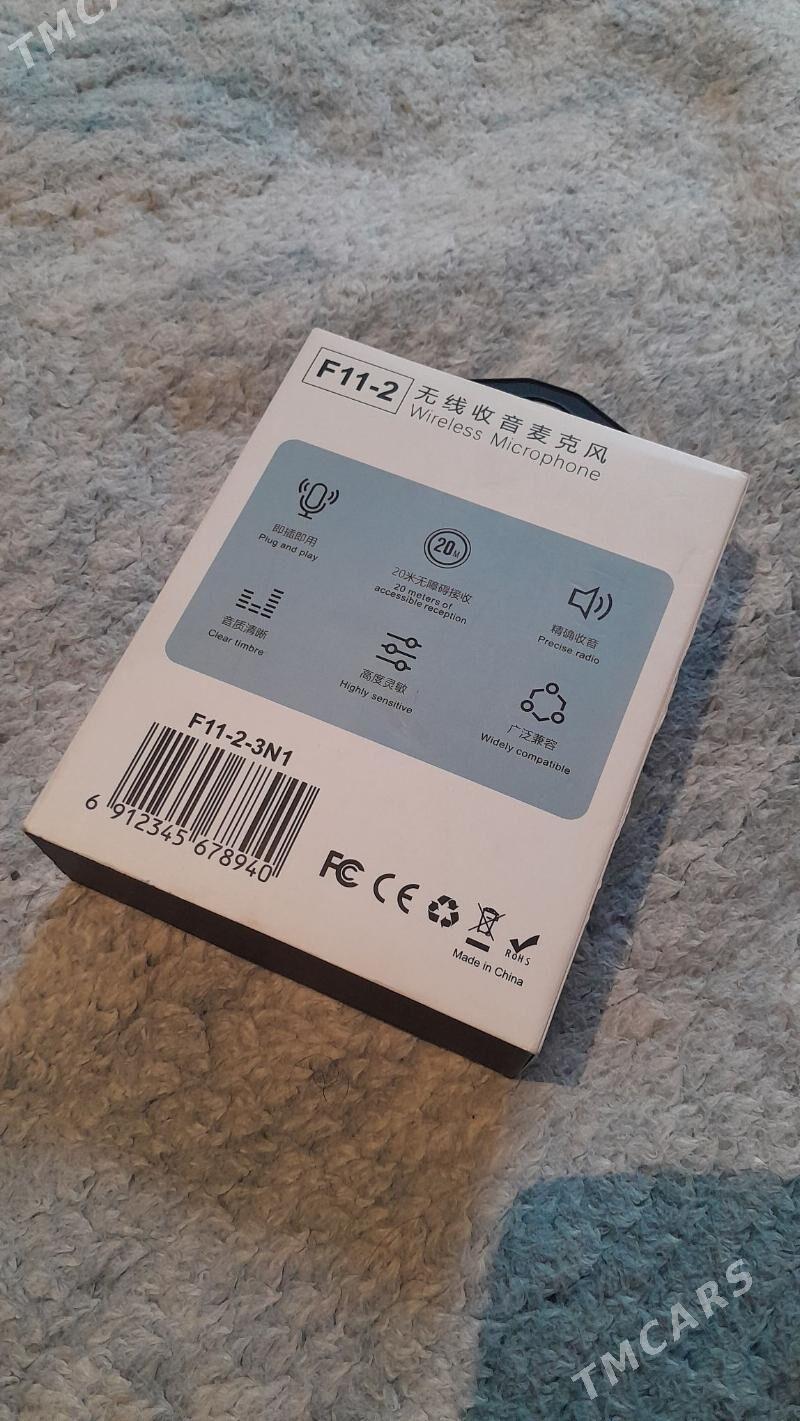 TMCA
F11-2
无线收音麦克风
Wireless Microphone
即插即用
Plug and play
20M
20米无障碍接收
20 meters of
accessible reception
精确收音
Precise radio
音质清晰
Clear timbre
高度灵敏
Highly sensitive
广泛兼容
Widely compatible
F11-2-3N1
6 912345 678940
FC CE
ROHS
Made in China
TMCARS